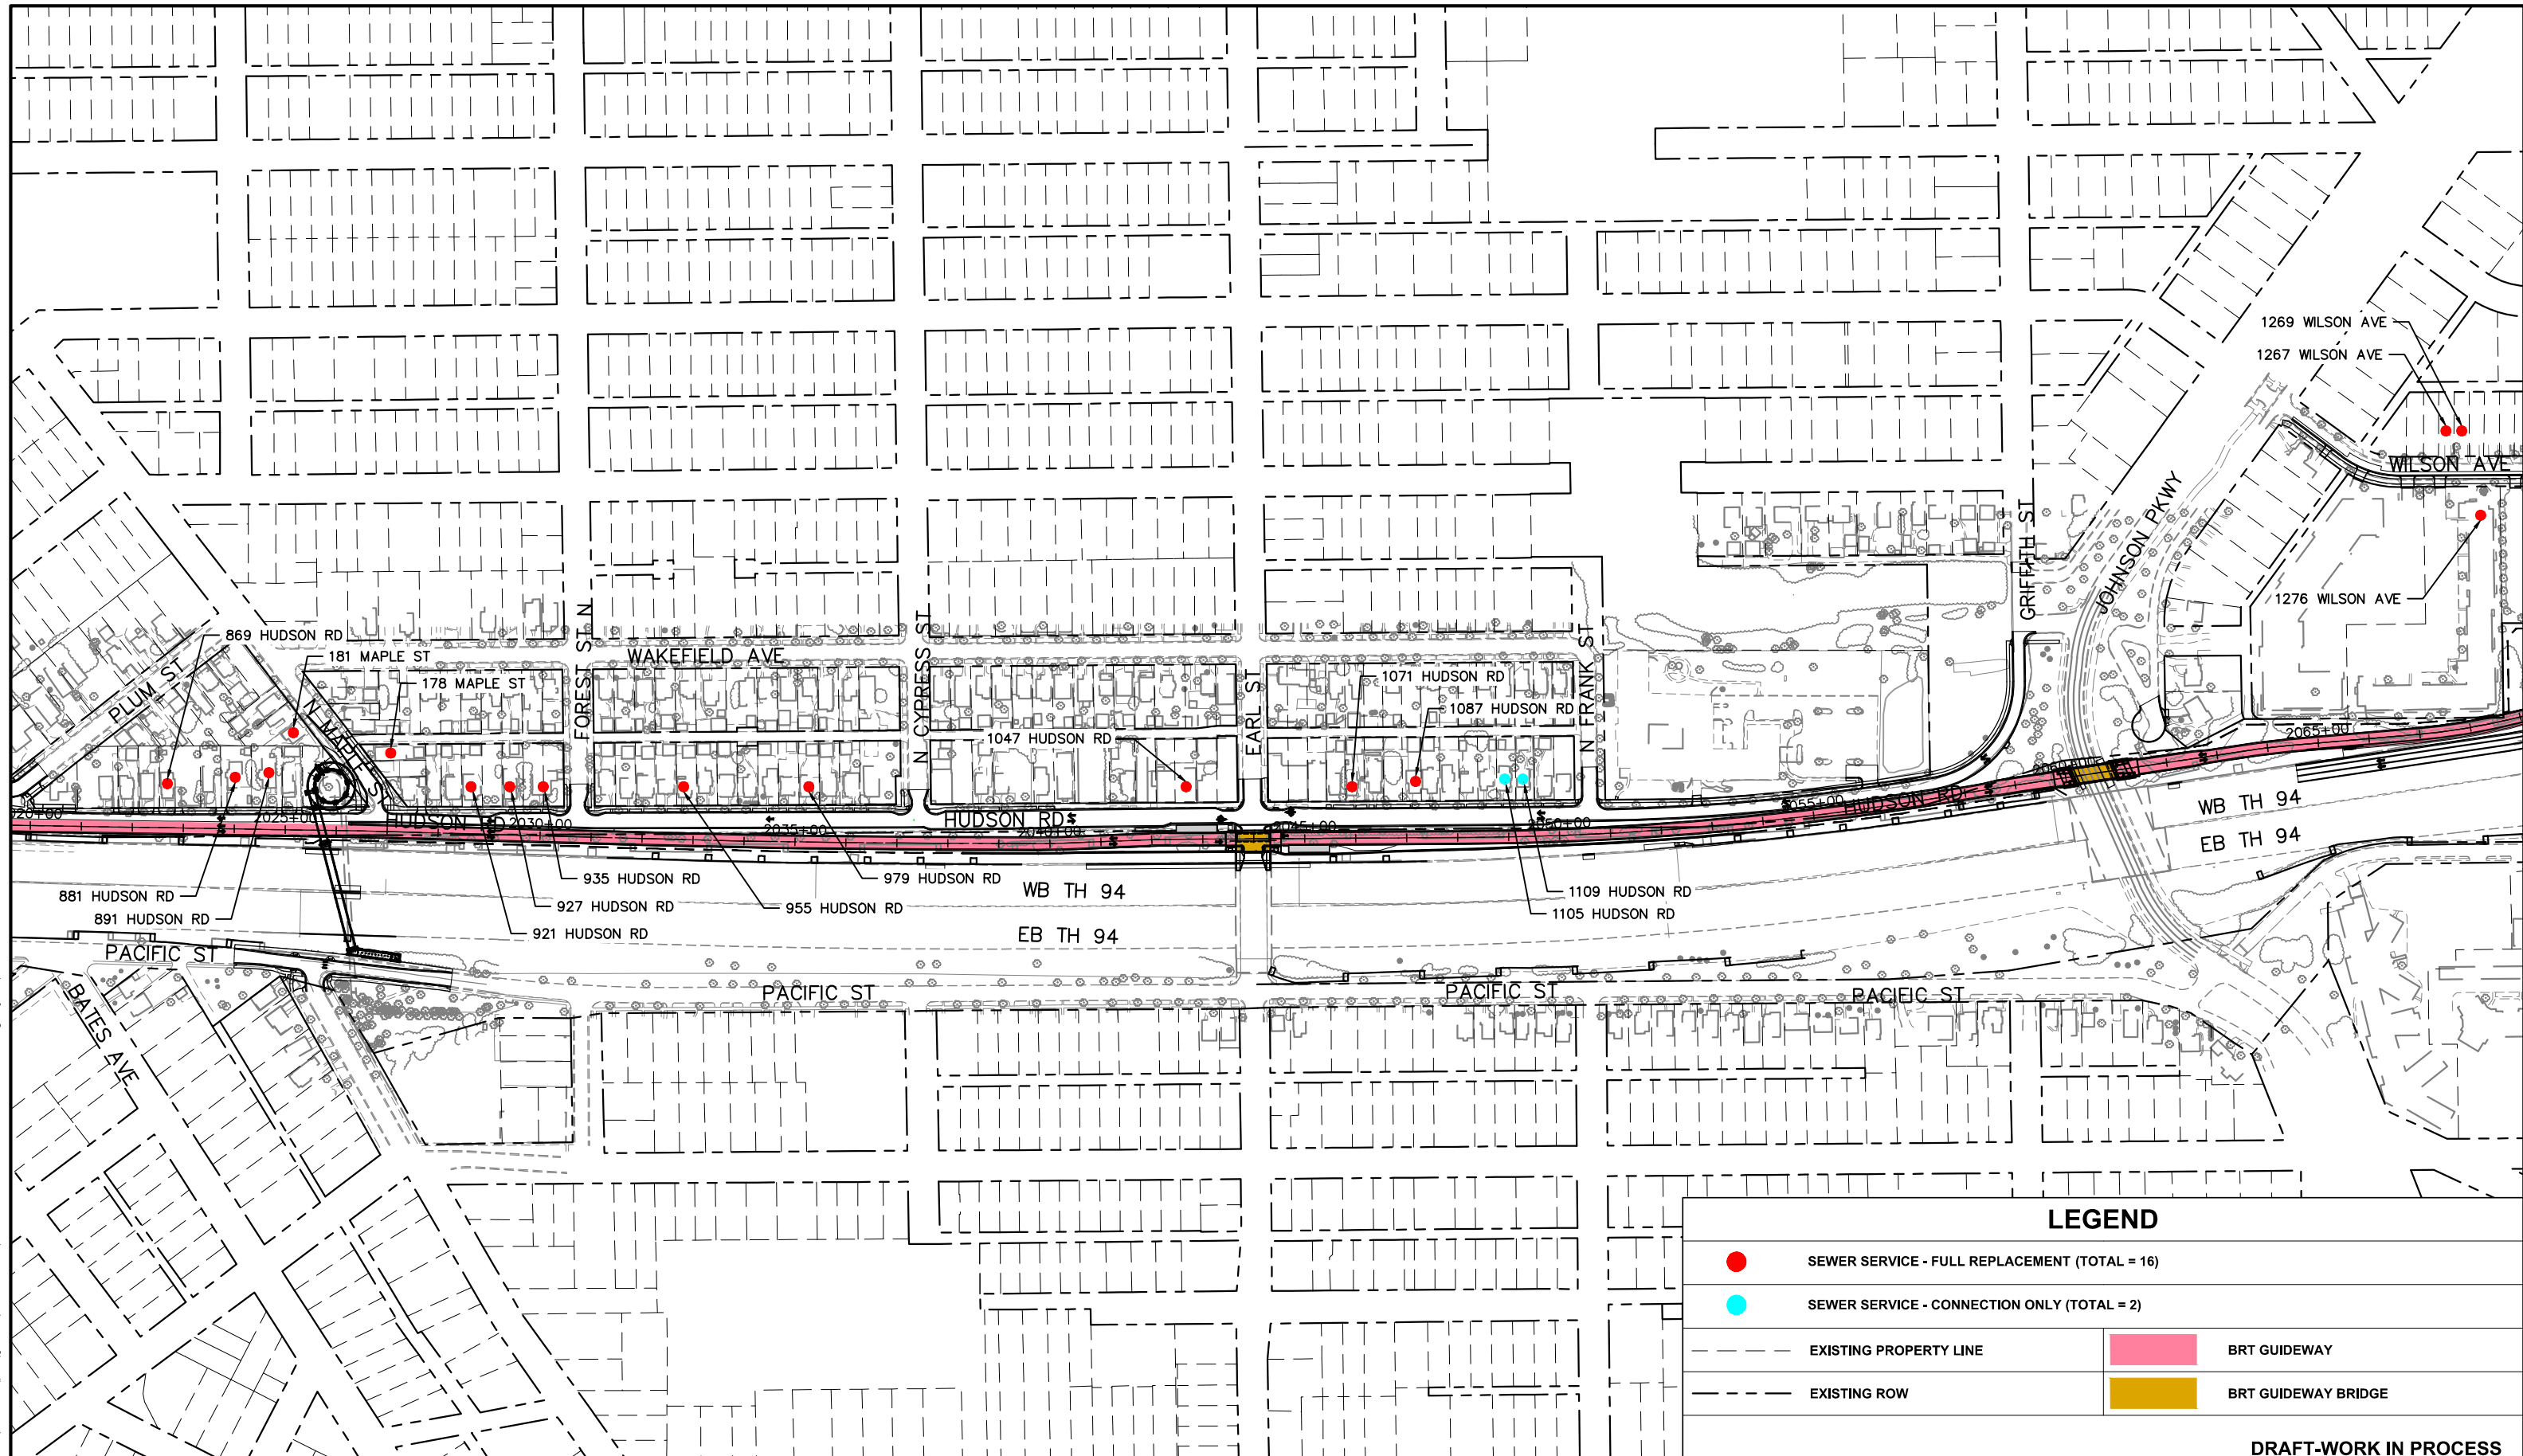 1269 WILSON AVE
1267 WILSON AVE
WILSON AVE
GRIFFITH ST
JOHNSON PKWY
1276 WILSON AVE
869 HUDSON RD
181 MAPLE ST
178 MAPLE ST
PLUM ST
N MAPLE ST
FOREST ST N
WAKEFIELD AVE
N CYPRESS ST
1047 HUDSON RD
EARL ST
1071 HUDSON RD
1087 HUDSON RD
N FRANK ST
2025+00
HUDSON RD
2030+00
2035+00
HUDSON RD
2040+00
2045+00
2050+00
2055+00
HUDSON RD
2065+00
WB TH 94
EB TH 94
881 HUDSON RD
891 HUDSON RD
935 HUDSON RD
927 HUDSON RD
921 HUDSON RD
979 HUDSON RD
955 HUDSON RD
WB TH 94
EB TH 94
1109 HUDSON RD
1105 HUDSON RD
PACIFIC ST
BATES AVE
PACIFIC ST
PACIFIC ST
PACIFIC ST
LEGEND
SEWER SERVICE - FULL REPLACEMENT (TOTAL = 16)
SEWER SERVICE - CONNECTION ONLY (TOTAL = 2)
EXISTING PROPERTY LINE
BRT GUIDEWAY
EXISTING ROW
BRT GUIDEWAY BRIDGE
DRAFT-WORK IN PROCESS